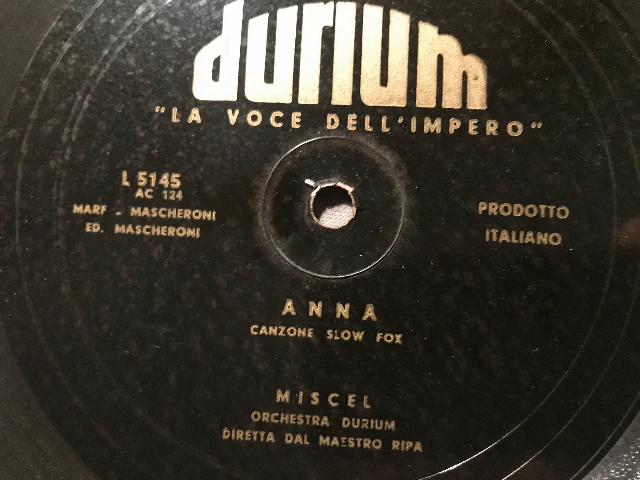 durium
"LA VOCE DELL'IMPERO"
L 5145
AC 124
MARF - MASCHERONI
ED. MASCHERONI
PRODOTTO
ITALIANO
ANNA
CANZONE SLOW FOX
MISCEL
ORCHESTRA DURIUM
DIRETTA DAL MAESTRO RIPA